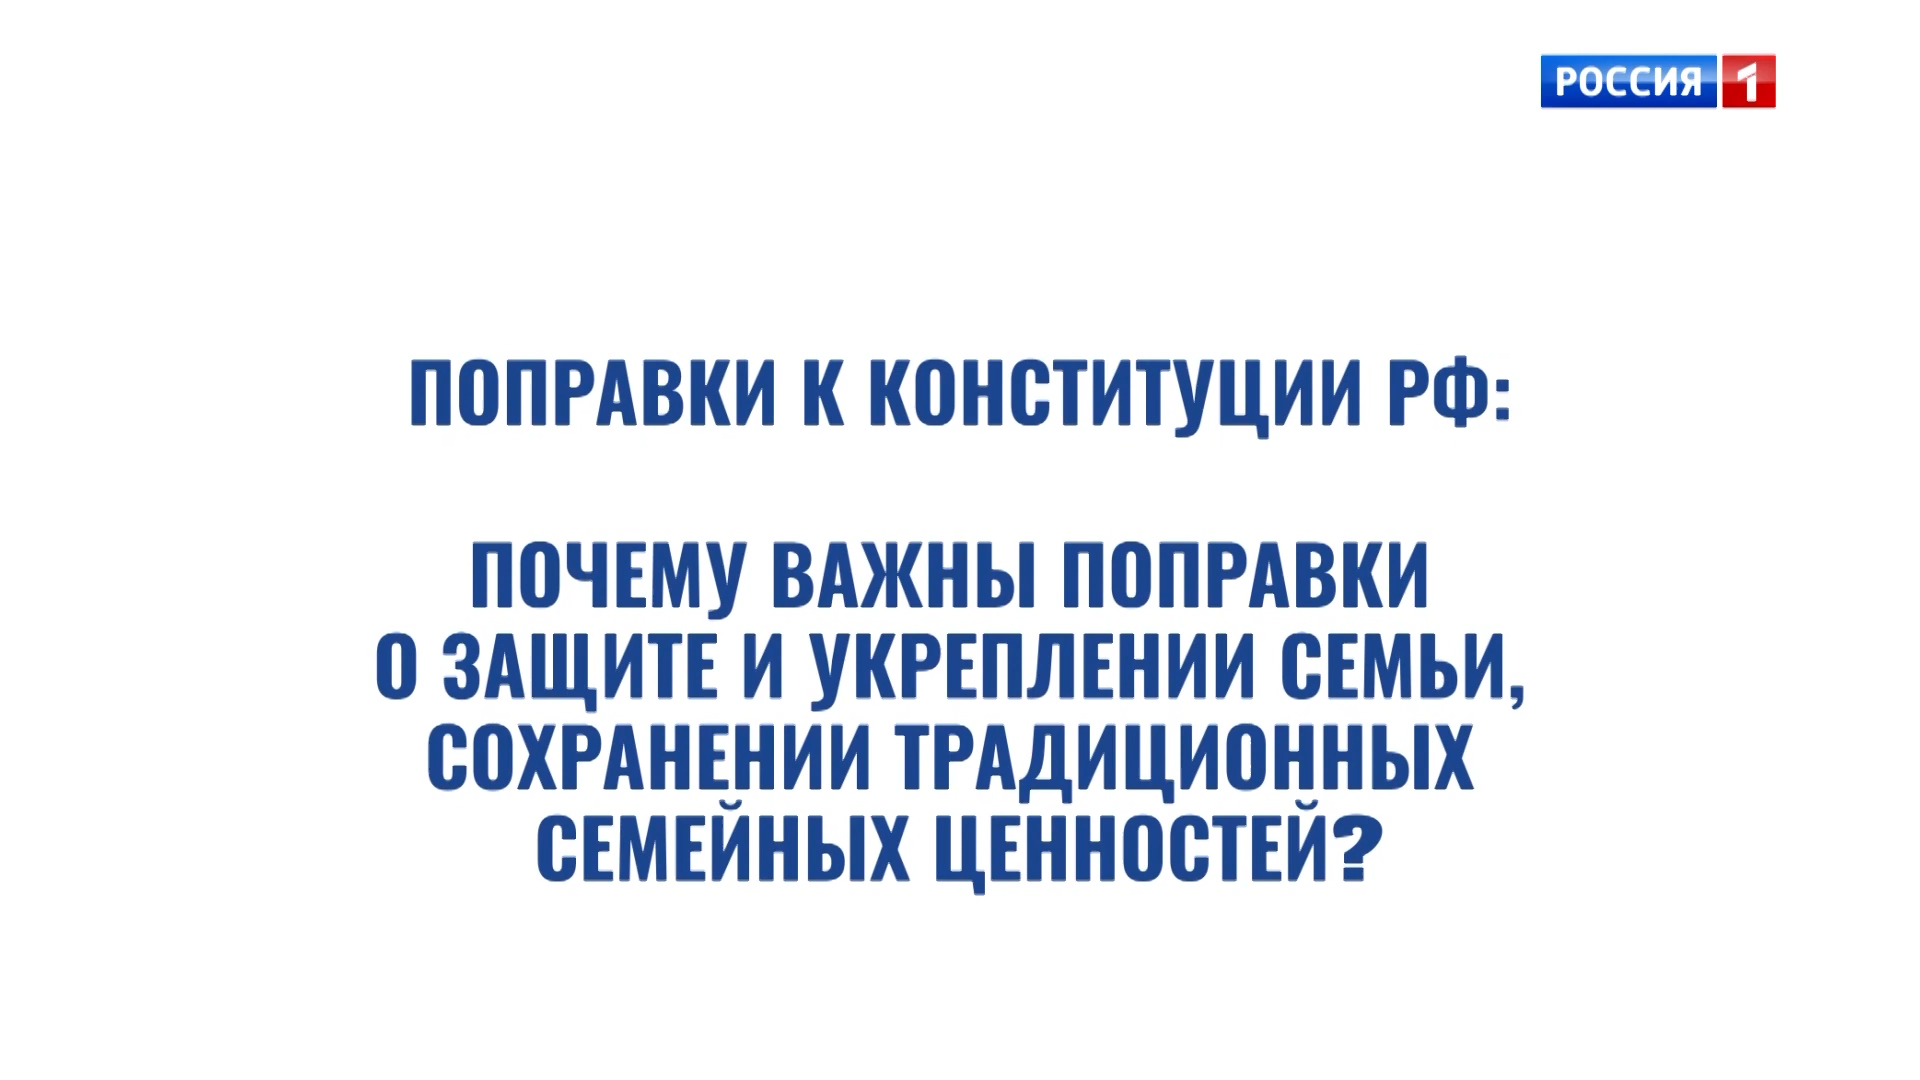 РОССИЯ 1
ПОПРАВКИ К КОНСТИТУЦИИ РФ:
ПОЧЕМУ ВАЖНЫ ПОПРАВКИ
О ЗАЩИТЕ И УКРЕПЛЕНИИ СЕМЬИ,
СОХРАНЕНИИ ТРАДИЦИОННЫХ
СЕМЕЙНЫХ ЦЕННОСТЕЙ?